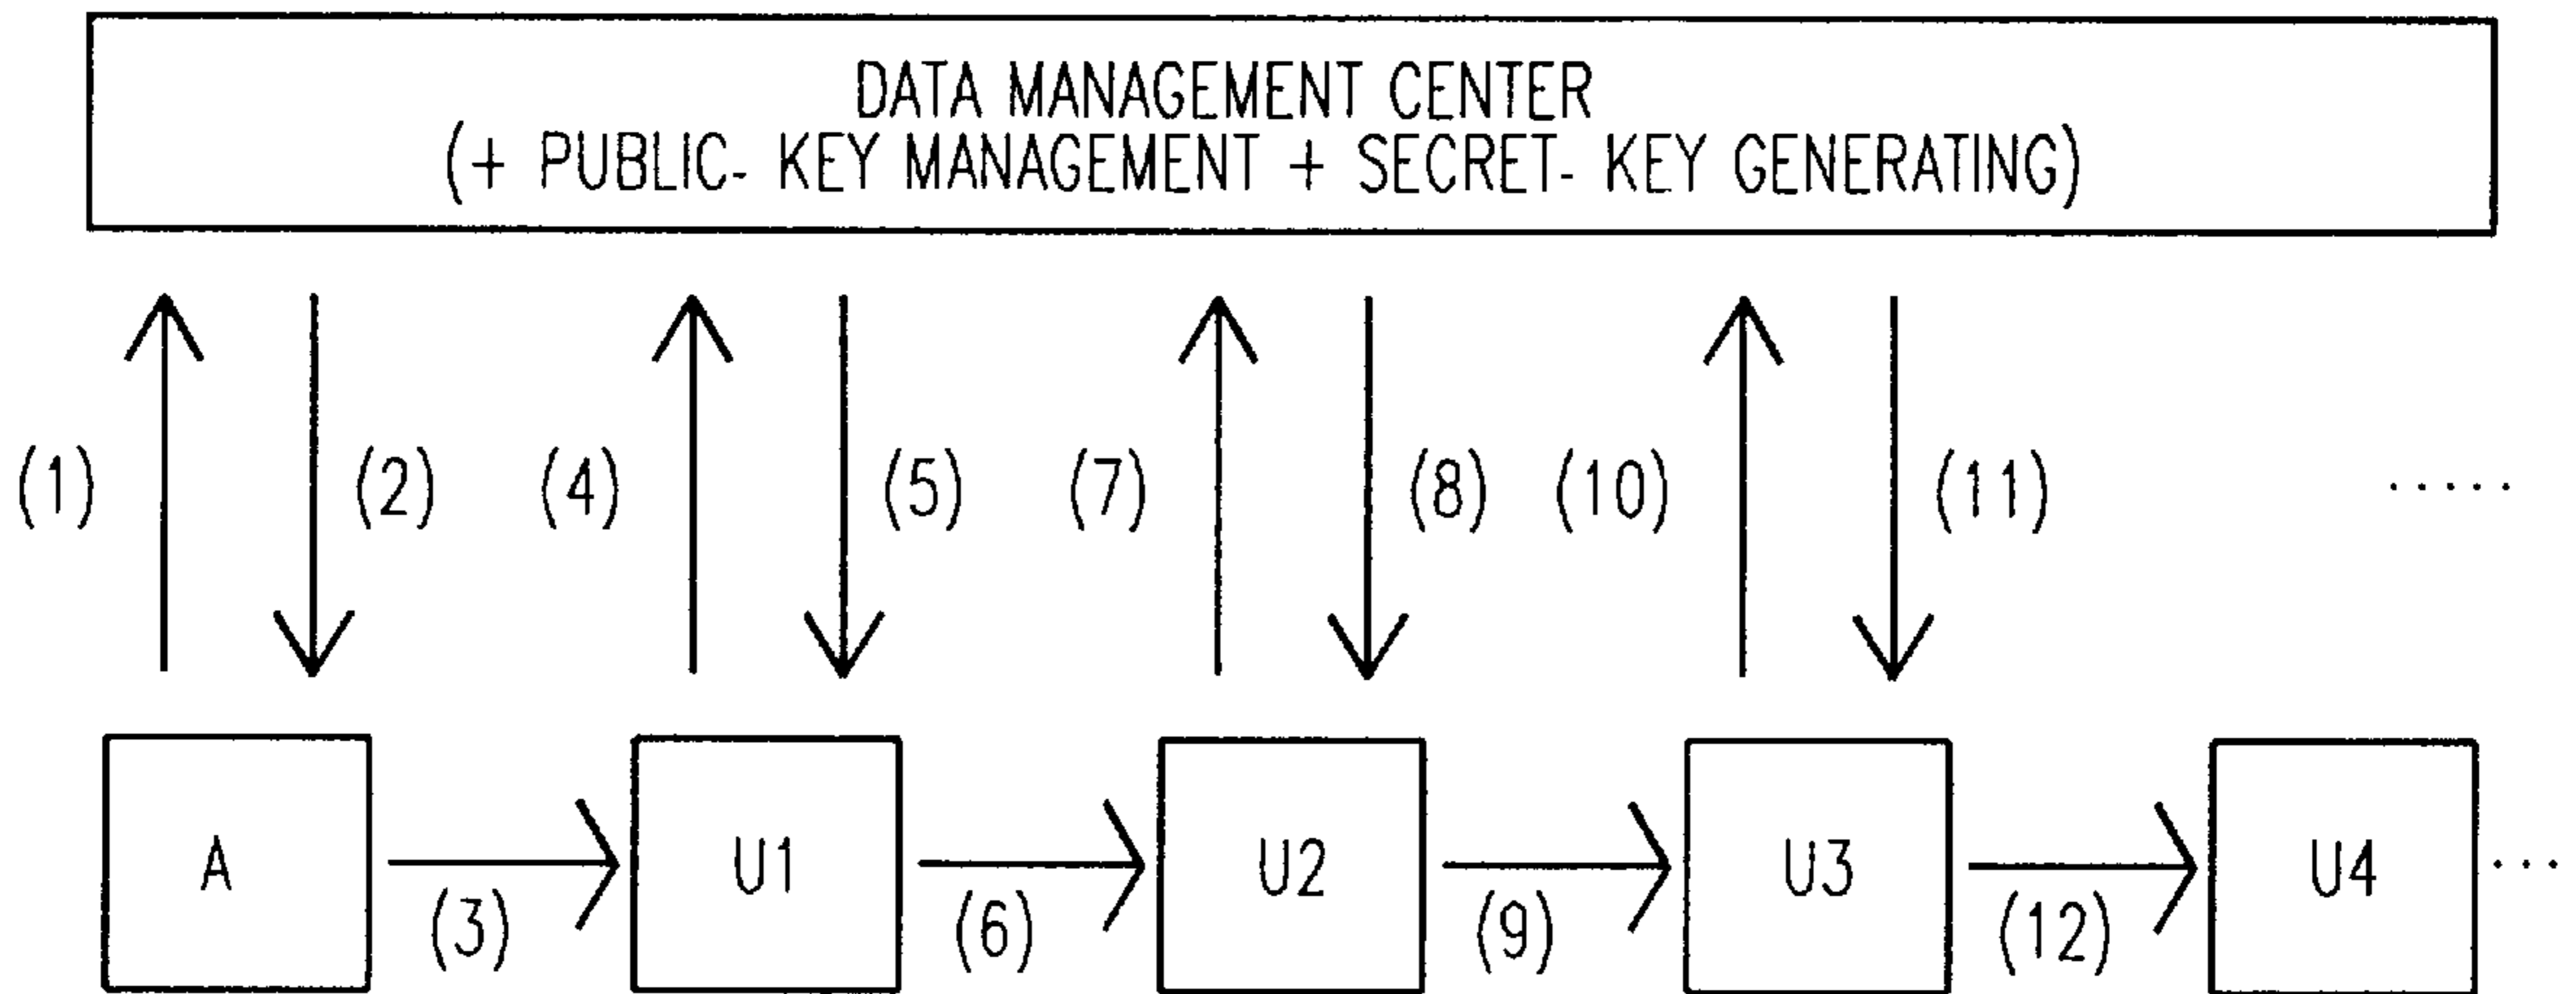 DATA MANAGEMENT CENTER
(+ PUBLIC- KEY MANAGEMENT + SECRET- KEY GENERATING)
(1) (2) (4) (5) (7) (8) (10) (11) .....
A U1 U2 U3 U4 ...
(3) (6) (9) (12)